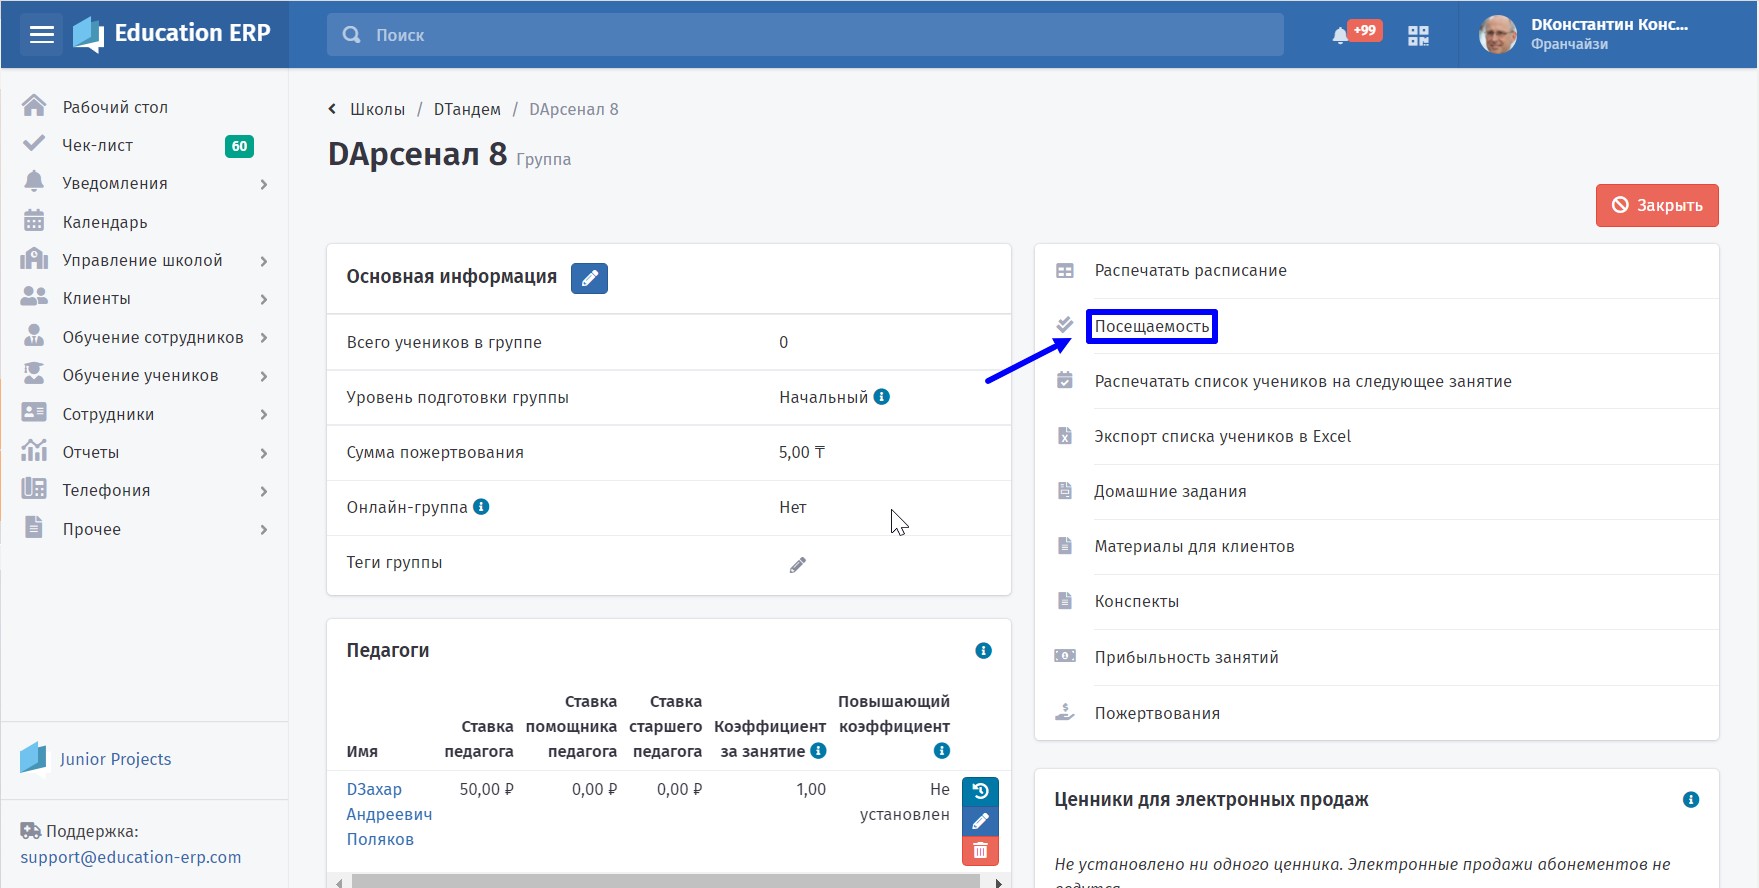 Education ERP
Поиск
+99
DКонстантин Конс...
Франчайзи
Рабочий стол
Чек-лист
60
Уведомления
Календарь
Управление школой
Клиенты
Обучение сотрудников
Обучение учеников
Сотрудники
Отчеты
Телефония
Прочее
Junior Projects
Поддержка:
support@education-erp.com
Школы / DТандем / DАрсенал 8
DАрсенал 8 Группа
Закрыть
Основная информация
Всего учеников в группе 0
Уровень подготовки группы Начальный
Сумма пожертвования 5,00 ₸
Онлайн-группа Нет
Теги группы
Педагоги
Имя
Ставка
педагога
Ставка
помощника
педагога
Ставка
старшего
педагога
Коэффициент
за занятие
Повышающий
коэффициент
DЗахар
Андреевич
Поляков
50,00 ₽
0,00 ₽
0,00 ₽
1,00
Не
установлен
Распечатать расписание
Посещаемость
Распечатать список учеников на следующее занятие
Экспорт списка учеников в Excel
Домашние задания
Материалы для клиентов
Конспекты
Прибыльность занятий
Пожертвования
Ценники для электронных продаж
Не установлено ни одного ценника. Электронные продажи абонементов не